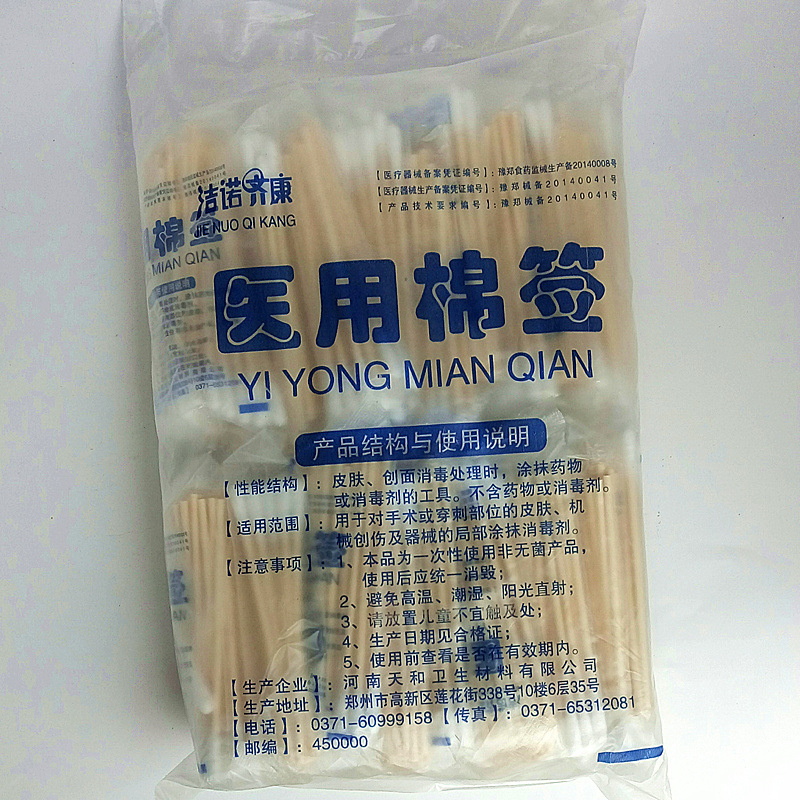 【医疗器械备案凭证编号】:豫郑食药监械生产备20140008号
【医疗器械生产备案凭证编号】:豫郑械备20140041号
【产品技术要求编号】:豫郑械备20140041号
洁诺齐康
JIE NUO QI KANG
棉签
MIAN QIAN
医用棉签
YI YONG MIAN QIAN
产品结构与使用说明
【性能结构】:皮肤、创面消毒处理时,涂抹药物
或消毒剂的工具。不含药物或消毒剂。
【适用范围】:用于对手术或穿刺部位的皮肤、机
械创伤及器械的局部涂抹消毒剂。
【注意事项】:1、本品为一次性使用非无菌产品,
使用后应统一消毁;
2、避免高温、潮湿、阳光直射;
3、请放置儿童不宜触及处;
4、生产日期见合格证;
5、使用前查看是否在有效期内。
【生产企业】:河南天和卫生材料有限公司
【生产地址】:郑州市高新区莲花街338号10楼6层35号
【电话】:0371-60999158【传真】:0371-65312081
【邮编】:450000